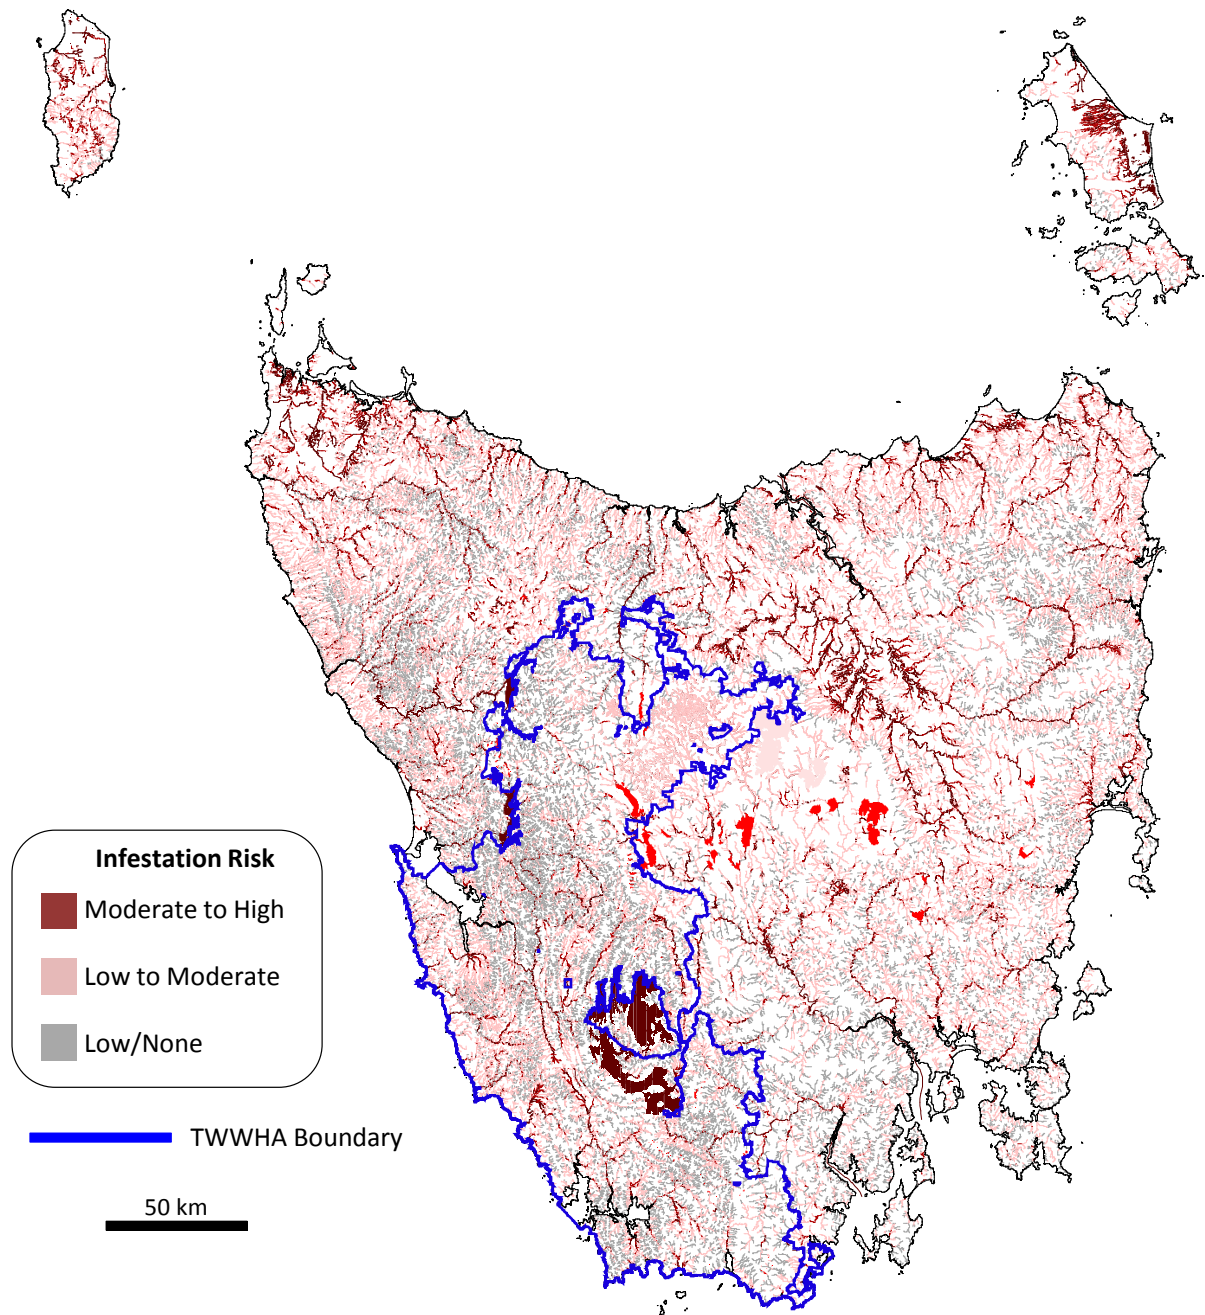 Infestation Risk
Moderate to High
Low to Moderate
Low/None
TWWHA Boundary
50 km